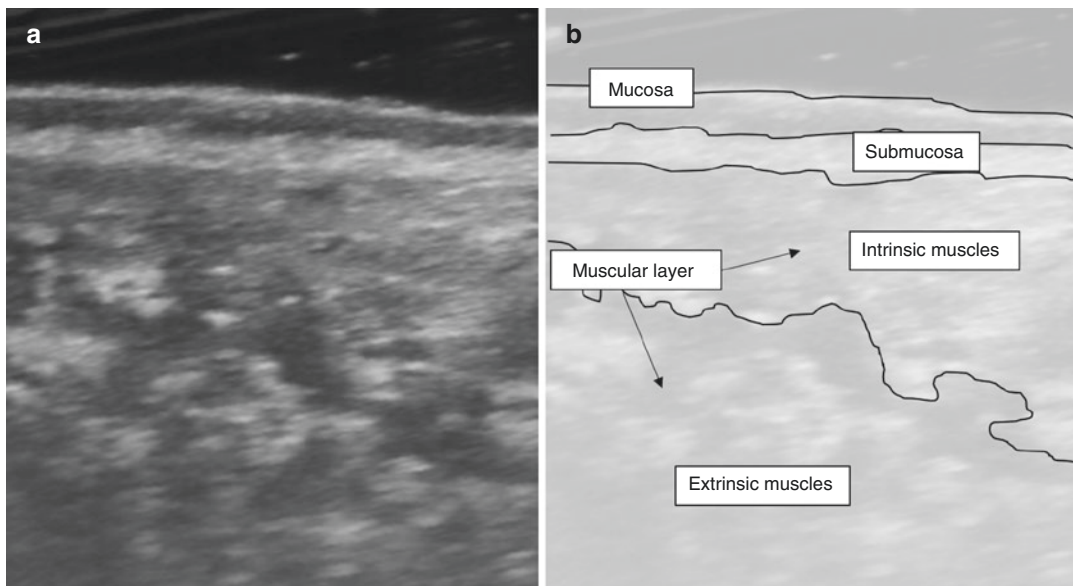 a
b
Mucosa
Submucosa
Intrinsic muscles
Muscular layer
Extrinsic muscles